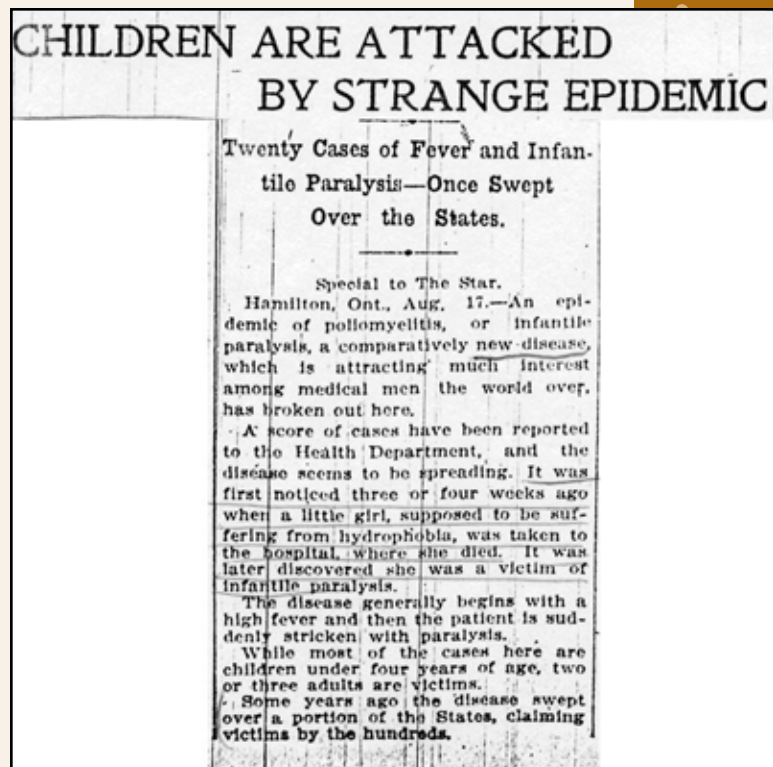 CHILDREN ARE ATTACKED
BY STRANGE EPIDEMIC
Twenty Cases of Fever and Infan-
tile Paralysis—Once Swept
Over the States.
Special to The Star.
Hamilton, Ont., Aug. 17.—An epi-
demic of poliomyelitis, or infantile
paralysis, a comparatively new disease,
which is attracting much interest
among medical men the world over,
has broken out here.
A score of cases have been reported
to the Health Department, and the
disease seems to be spreading. It was
first noticed three or four weeks ago
when a little girl, supposed to be suf-
fering from hydrophobia, was taken to
the hospital, where she died. It was
later discovered she was a victim of
infantile paralysis.
The disease generally begins with a
high fever and then the patient is sud-
denly stricken with paralysis.
While most of the cases here are
children under four years of age, two
or three adults are victims.
Some years ago the disease swept
over a portion of the States, claiming
victims by the hundreds.